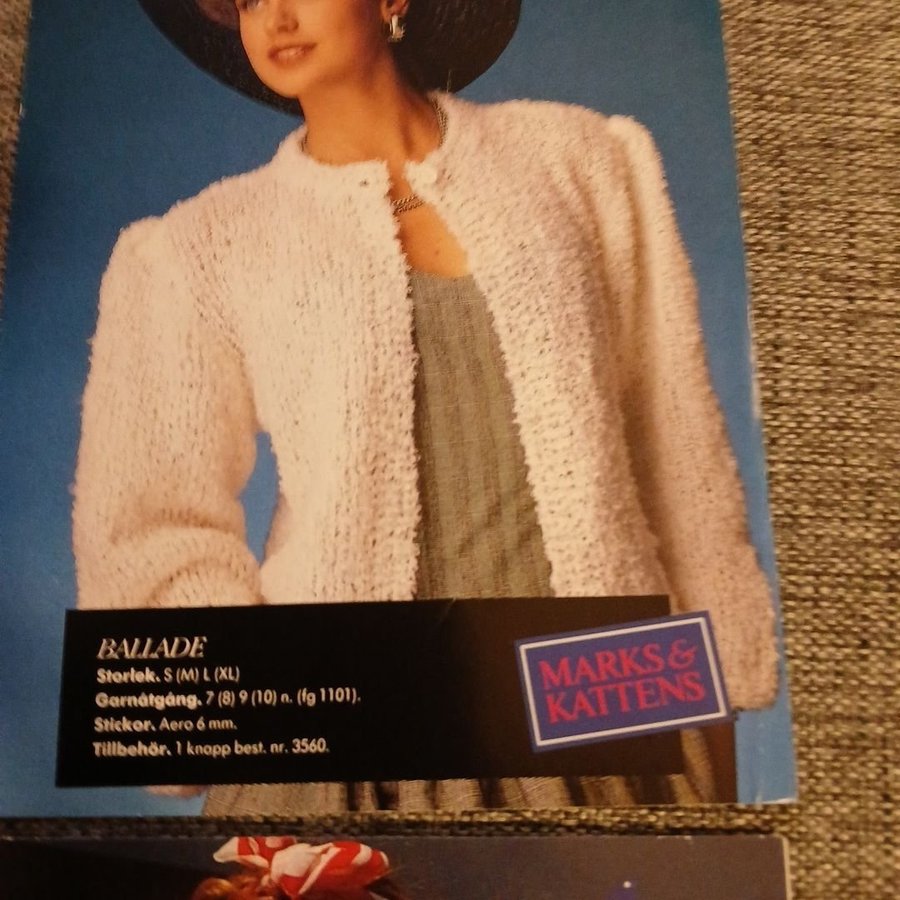 BALLADE
Storlek. S (M) L (XL)
Garnåtgång. 7 (8) 9 (10) n. (fg 1101).
Stickor. Aero 6 mm.
Tillbehör. 1 knapp best. nr. 3560.
MARKS &
KATTENS